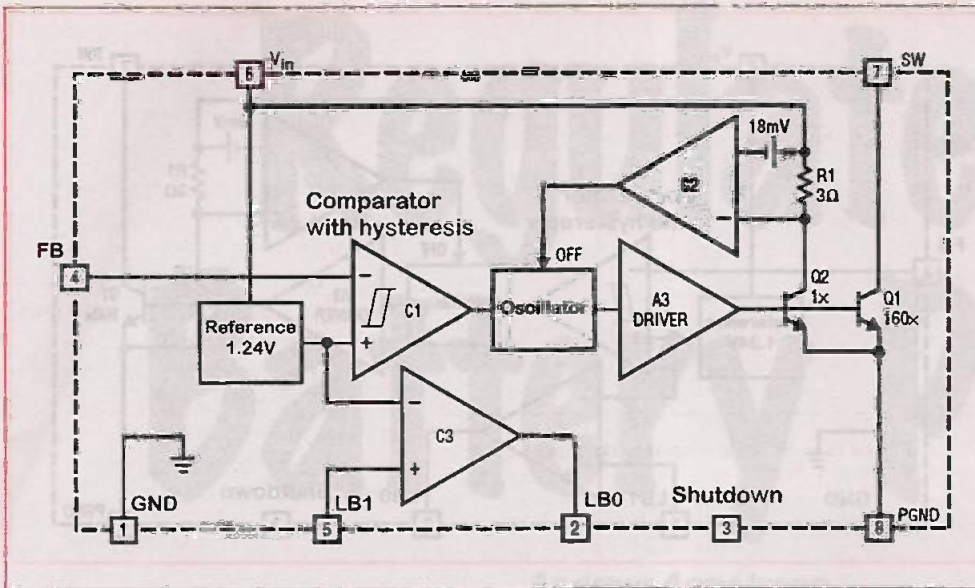 6
Vin
7
SW
18mV
C2
R1
3Ω
Comparator
with hysteresis
FB
4
OFF
−
C1
Oscillator
A3
DRIVER
Q2
1x
Q1
160x
Reference
1.24V
+
−
C3
+
GND
LB1
LB0
Shutdown
PGND
1
5
2
3
8